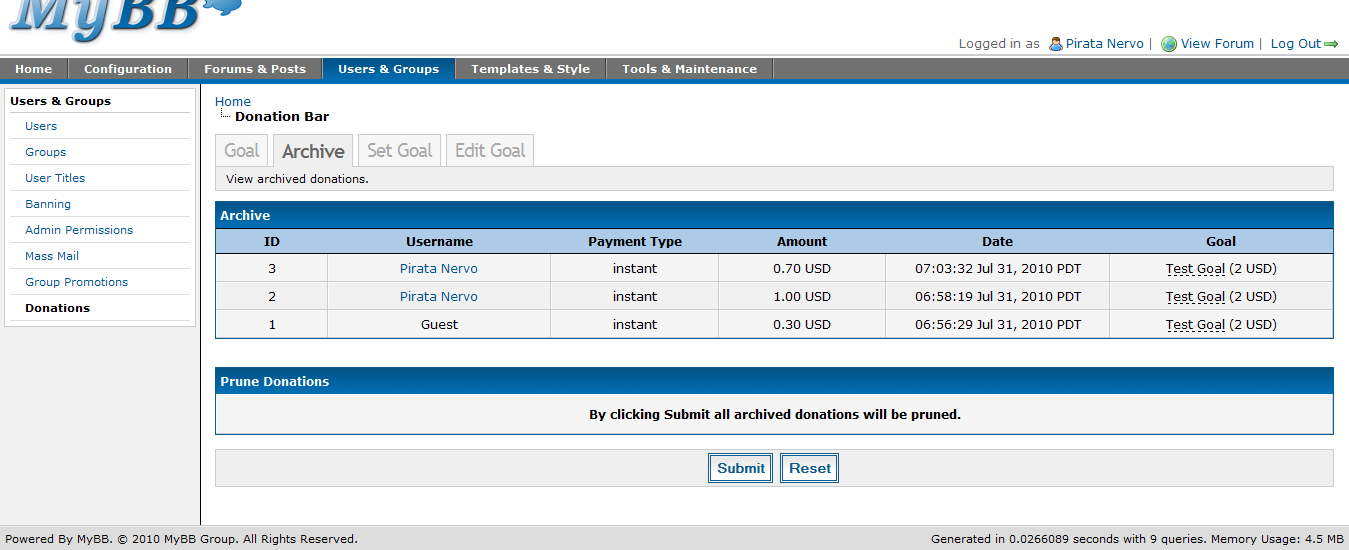 MyBB
Logged in as Pirata Nervo | View Forum | Log Out
Home Configuration Forums & Posts Users & Groups Templates & Style Tools & Maintenance
Users & Groups
Users
Groups
User Titles
Banning
Admin Permissions
Mass Mail
Group Promotions
Donations
Home
Donation Bar
Goal Archive Set Goal Edit Goal
View archived donations.
Archive
ID Username Payment Type Amount Date Goal
3 Pirata Nervo instant 0.70 USD 07:03:32 Jul 31, 2010 PDT Test Goal (2 USD)
2 Pirata Nervo instant 1.00 USD 06:58:19 Jul 31, 2010 PDT Test Goal (2 USD)
1 Guest instant 0.30 USD 06:56:29 Jul 31, 2010 PDT Test Goal (2 USD)
Prune Donations
By clicking Submit all archived donations will be pruned.
Submit Reset
Powered By MyBB. © 2010 MyBB Group. All Rights Reserved. Generated in 0.0266089 seconds with 9 queries. Memory Usage: 4.5 MB